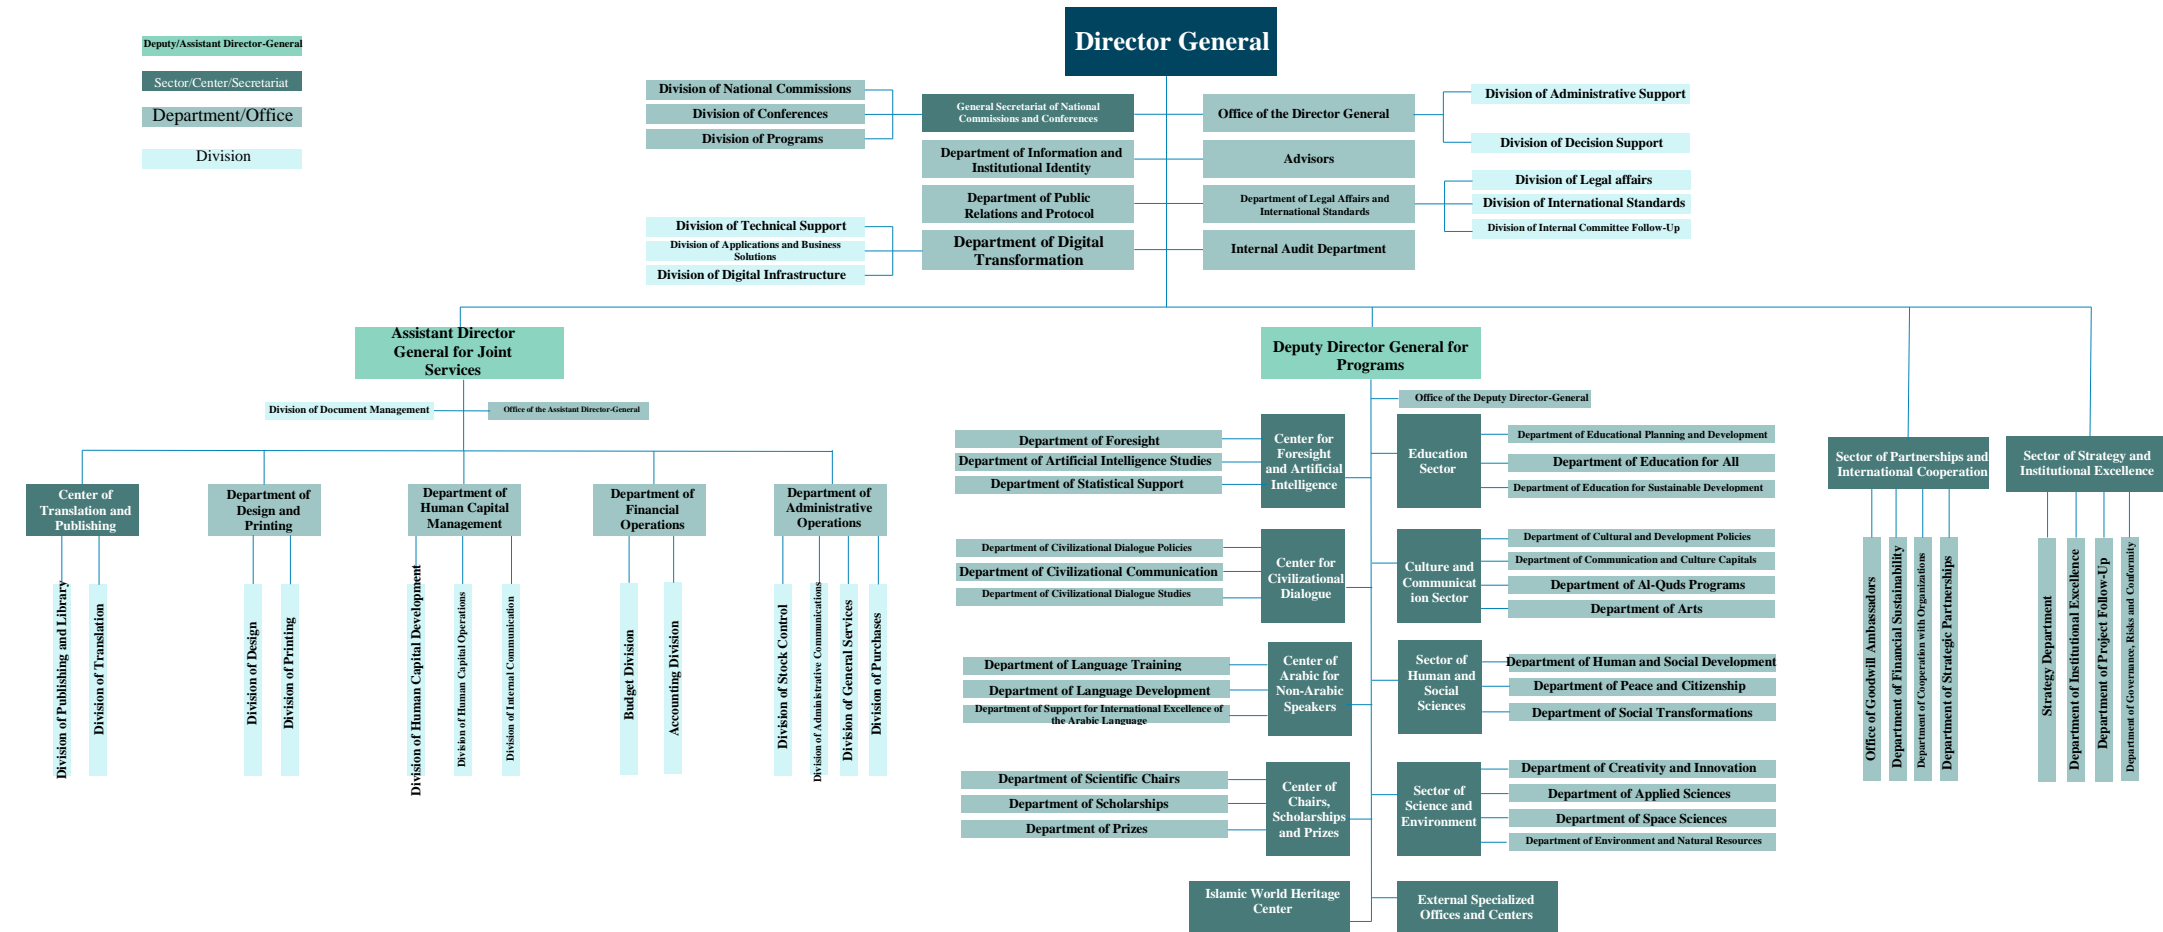 Director General
Deputy/Assistant Director-General
Sector/Center/Secretariat
Department/Office
Division
Division of National Commissions
Division of Conferences
Division of Programs
General Secretariat of National
Commissions and Conferences
Office of the Director General
Division of Administrative Support
Division of Decision Support
Department of Information and
Institutional Identity
Advisors
Department of Public
Relations and Protocol
Department of Legal Affairs and
International Standards
Division of Legal affairs
Division of International Standards
Division of Internal Committee Follow-Up
Division of Technical Support
Division of Applications and Business
Solutions
Division of Digital Infrastructure
Department of Digital
Transformation
Internal Audit Department
Assistant Director
General for Joint
Services
Division of Document Management
Office of the Assistant Director-General
Center of
Translation and
Publishing
Department of
Design and
Printing
Department of
Human Capital
Management
Department of
Financial
Operations
Department of
Administrative
Operations
Division of Publishing and Library
Division of Translation
Division of Design
Division of Printing
Division of Human Capital Development
Division of Human Capital Operations
Division of Internal Communication
Budget Division
Accounting Division
Division of Stock Control
Division of Administrative Communications
Division of General Services
Division of Purchases
Deputy Director General for
Programs
Office of the Deputy Director-General
Department of Foresight
Department of Artificial Intelligence Studies
Department of Statistical Support
Center for
Foresight
and Artificial
Intelligence
Education
Sector
Department of Educational Planning and Development
Department of Education for All
Department of Education for Sustainable Development
Department of Civilizational Dialogue Policies
Department of Civilizational Communication
Department of Civilizational Dialogue Studies
Center for
Civilizational
Dialogue
Culture and
Communicat
ion Sector
Department of Cultural and Development Policies
Department of Communication and Culture Capitals
Department of Al-Quds Programs
Department of Arts
Department of Language Training
Department of Language Development
Department of Support for International Excellence of
the Arabic Language
Center of
Arabic for
Non-Arabic
Speakers
Sector of
Human and
Social
Sciences
Department of Human and Social Development
Department of Peace and Citizenship
Department of Social Transformations
Department of Scientific Chairs
Department of Scholarships
Department of Prizes
Center of
Chairs,
Scholarships
and Prizes
Sector of
Science and
Environment
Department of Creativity and Innovation
Department of Applied Sciences
Department of Space Sciences
Department of Environment and Natural Resources
Islamic World Heritage
Center
External Specialized
Offices and Centers
Sector of Partnerships and
International Cooperation
Office of Goodwill Ambassadors
Department of Financial Sustainability
Department of Cooperation with Organizations
Department of Strategic Partnerships
Sector of Strategy and
Institutional Excellence
Strategy Department
Department of Institutional Excellence
Department of Project Follow-Up
Department of Governance, Risks and Conformity